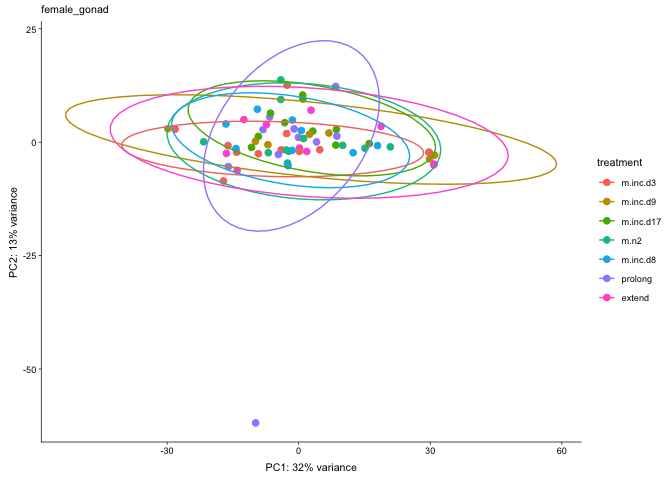 female_gonad
25
0
-25
-50
PC2: 13% variance
-30
0
30
60
PC1: 32% variance
treatment
m.inc.d3
m.inc.d9
m.inc.d17
m.n2
m.inc.d8
prolong
extend